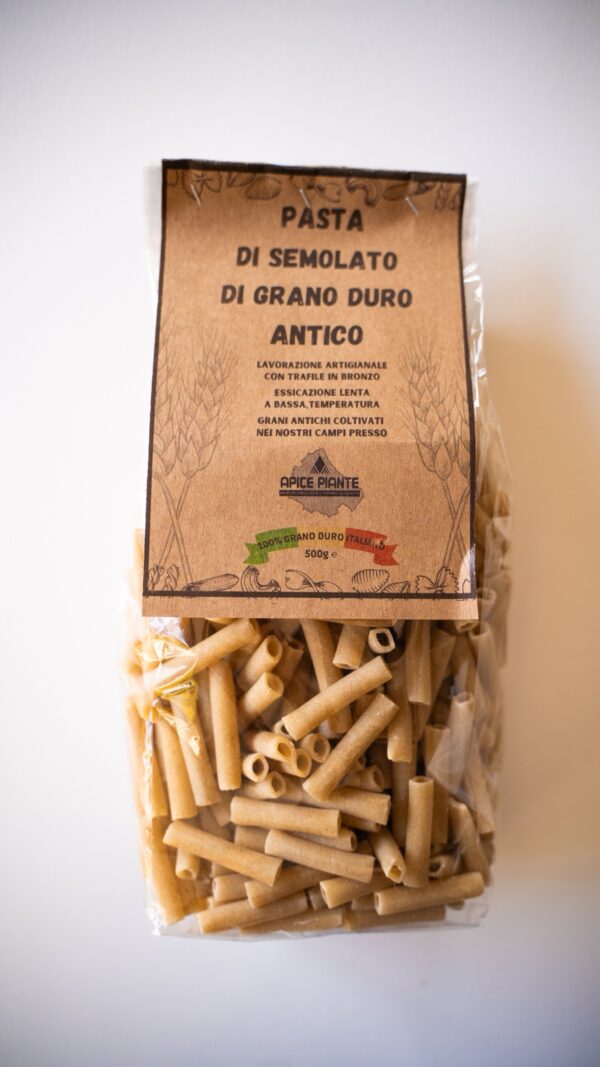 PASTA
DI SEMOLATO
DI GRANO DURO
ANTICO
LAVORAZIONE ARTIGIANALE
CON TRAFILE IN BRONZO
ESSICAZIONE LENTA
A BASSA TEMPERATURA
GRANI ANTICHI COLTIVATI
NEI NOSTRI CAMPI PRESSO
APICE PIANTE
100% GRANO DURO ITALIANO
500g e